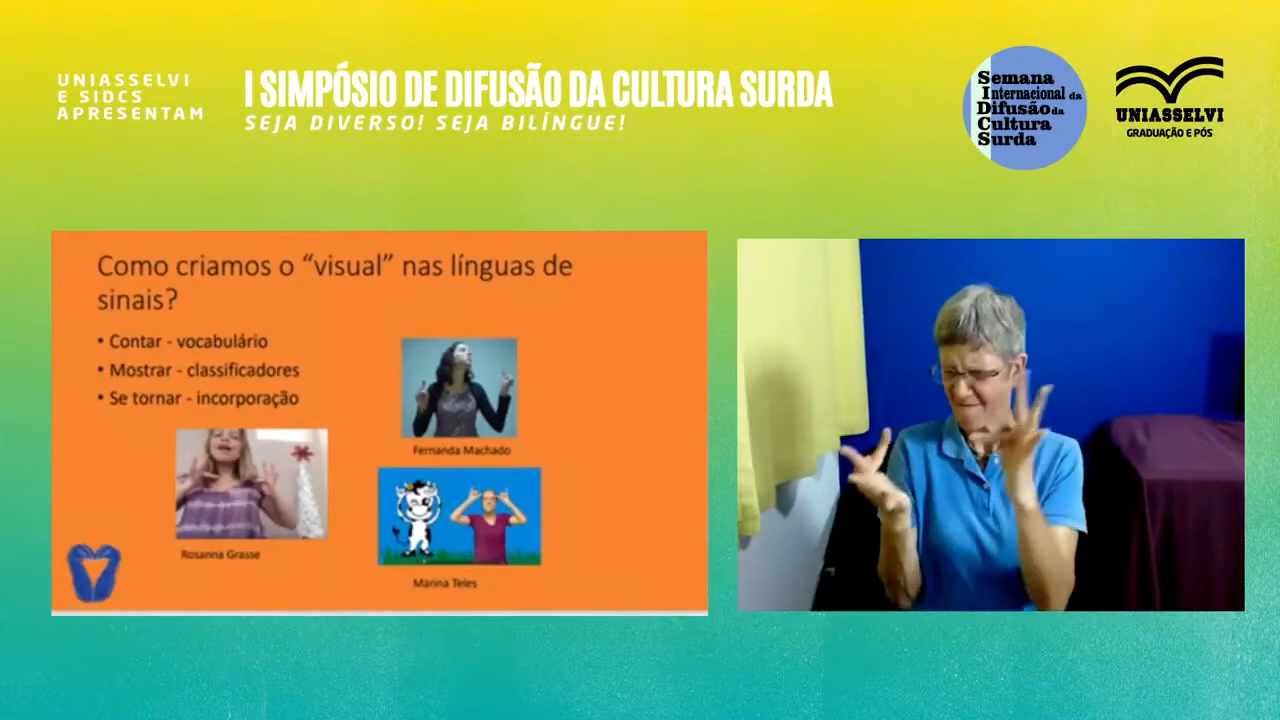 UNIASSELVI
E SIDCS
APRESENTAM
I SIMPÓSIO DE DIFUSÃO DA CULTURA SURDA
SEJA DIVERSO! SEJA BILÍNGUE!
Semana
Internacional da
Difusão da
Cultura
Surda
UNIASSELVI
GRADUAÇÃO E PÓS
Como criamos o “visual” nas línguas de
sinais?
• Contar - vocabulário
• Mostrar - classificadores
• Se tornar - incorporação
Fernanda Machado
Rosanna Grasse
Marina Teles